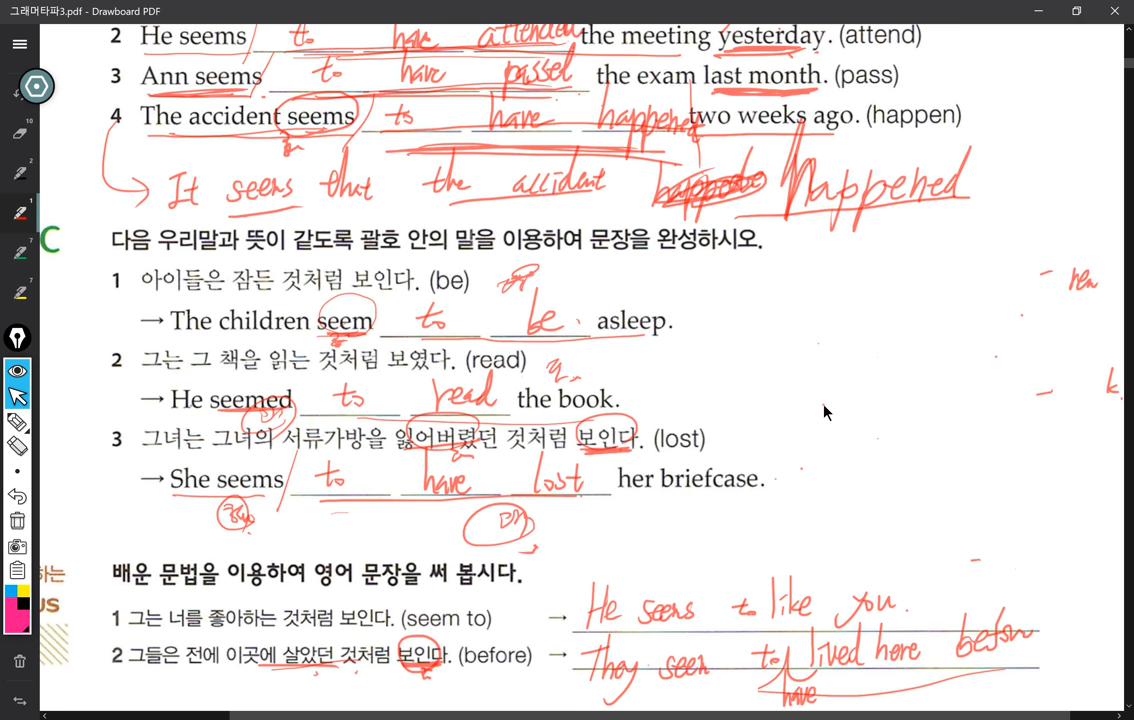 그래머타파3.pdf - Drawboard PDF
2 He seems to have attended the meeting yesterday. (attend)
3 Ann seems to have passed the exam last month. (pass)
4 The accident seems to have happened two weeks ago. (happen)
It seems that the accident happened
C 다음 우리말과 뜻이 같도록 괄호 안의 말을 이용하여 문장을 완성하시오.
1 아이들은 잠든 것처럼 보인다. (be)
→ The children seem to be asleep.
2 그는 그 책을 읽는 것처럼 보였다. (read)
→ He seemed to read the book.
3 그녀는 그녀의 서류가방을 잃어버렸던 것처럼 보인다. (lost)
→ She seems to have lost her briefcase.
하는
US
배운 문법을 이용하여 영어 문장을 써 봅시다.
1 그는 너를 좋아하는 것처럼 보인다. (seem to) → He seems to like you.
2 그들은 전에 이곳에 살았던 것처럼 보인다. (before) → They seem to lived here before
have
10
2
1
7
7